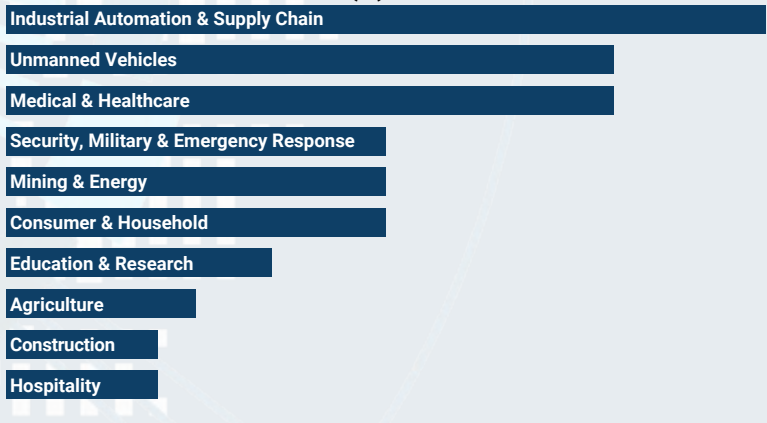 Industrial Automation & Supply Chain
Unmanned Vehicles
Medical & Healthcare
Security, Military & Emergency Response
Mining & Energy
Consumer & Household
Education & Research
Agriculture
Construction
Hospitality